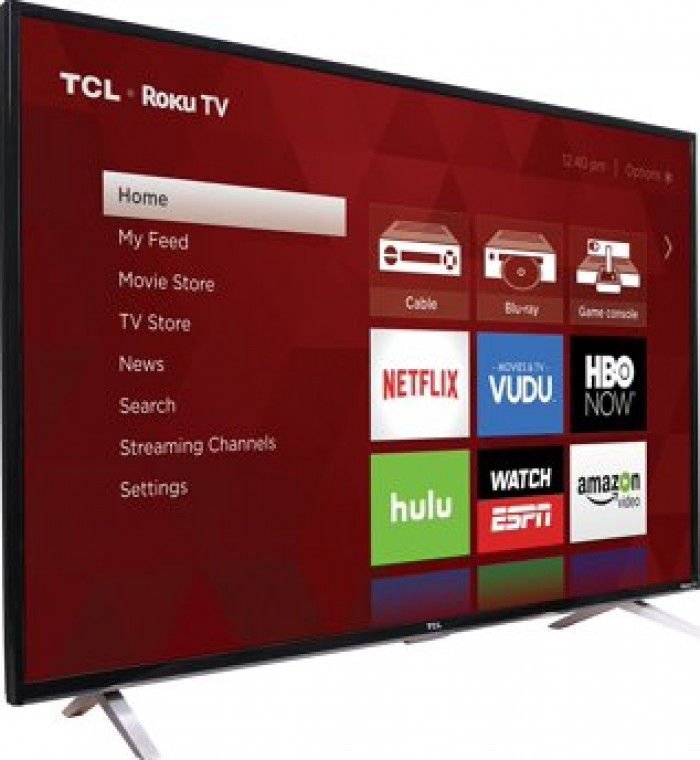 TCL • Roku TV
12:40 pm | Options
Home
My Feed
Movie Store
TV Store
News
Search
Streaming Channels
Settings
Cable
Blu-ray
Game console
NETFLIX
MOVIES & TV
VUDU
HBO
NOW
hulu
WATCH
ESPN
amazon
video
TCL